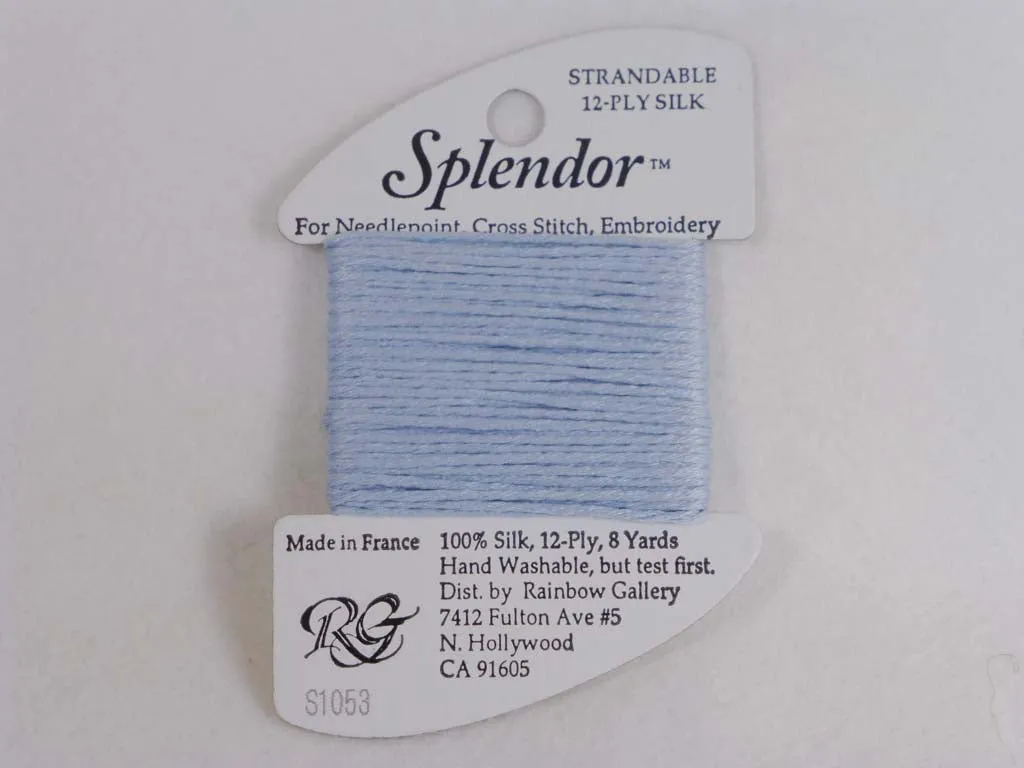 STRANDABLE
12-PLY SILK
Splendor™
For Needlepoint, Cross Stitch, Embroidery
Made in France
100% Silk, 12-Ply, 8 Yards
Hand Washable, but test first.
Dist. by Rainbow Gallery
7412 Fulton Ave #5
N. Hollywood
CA 91605
RG
S1053